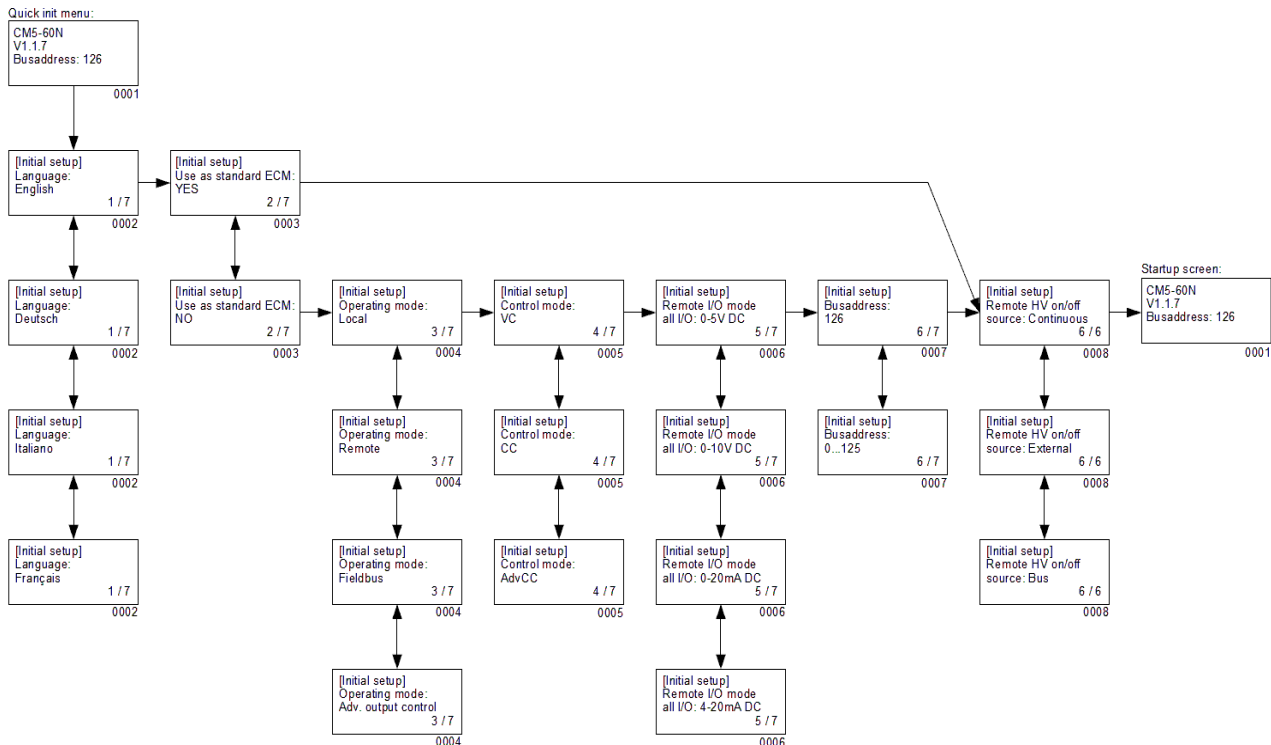 Quick init menu:
CM5-60N
V1.1.7
Busaddress: 126
0001
[Initial setup]
Language:
English
1 / 7
0002
[Initial setup]
Use as standard ECM:
YES
2 / 7
0003
[Initial setup]
Language:
Deutsch
1 / 7
0002
[Initial setup]
Use as standard ECM:
NO
2 / 7
0003
[Initial setup]
Operating mode:
Local
3 / 7
0004
[Initial setup]
Control mode:
VC
4 / 7
0005
[Initial setup]
Remote I/O mode
all I/O: 0-5V DC
5 / 7
0006
[Initial setup]
Busaddress:
126
6 / 7
0007
[Initial setup]
Remote HV on/off
source: Continuous
6 / 6
0008
Startup screen:
CM5-60N
V1.1.7
Busaddress: 126
0001
[Initial setup]
Language:
Italiano
1 / 7
0002
[Initial setup]
Operating mode:
Remote
3 / 7
0004
[Initial setup]
Control mode:
CC
4 / 7
0005
[Initial setup]
Remote I/O mode
all I/O: 0-10V DC
5 / 7
0006
[Initial setup]
Busaddress:
0...125
6 / 7
0007
[Initial setup]
Remote HV on/off
source: External
6 / 6
0008
[Initial setup]
Language:
Français
1 / 7
0002
[Initial setup]
Operating mode:
Fieldbus
3 / 7
0004
[Initial setup]
Control mode:
AdvCC
4 / 7
0005
[Initial setup]
Remote I/O mode
all I/O: 0-20mA DC
5 / 7
0006
[Initial setup]
Remote HV on/off
source: Bus
6 / 6
0008
[Initial setup]
Operating mode:
Adv. output control
3 / 7
0004
[Initial setup]
Remote I/O mode
all I/O: 4-20mA DC
5 / 7
0006